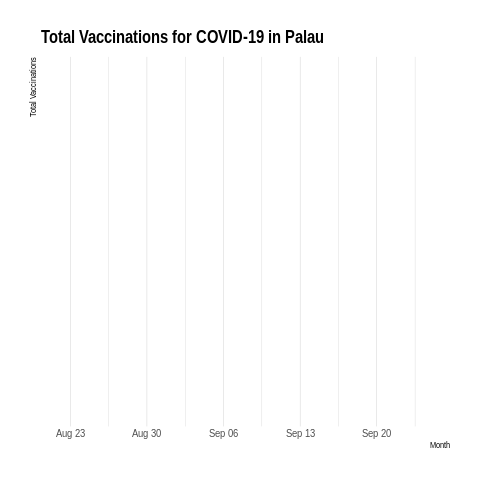 Total Vaccinations for COVID-19 in Palau
Total Vaccinations
Aug 23
Aug 30
Sep 06
Sep 13
Sep 20
Month